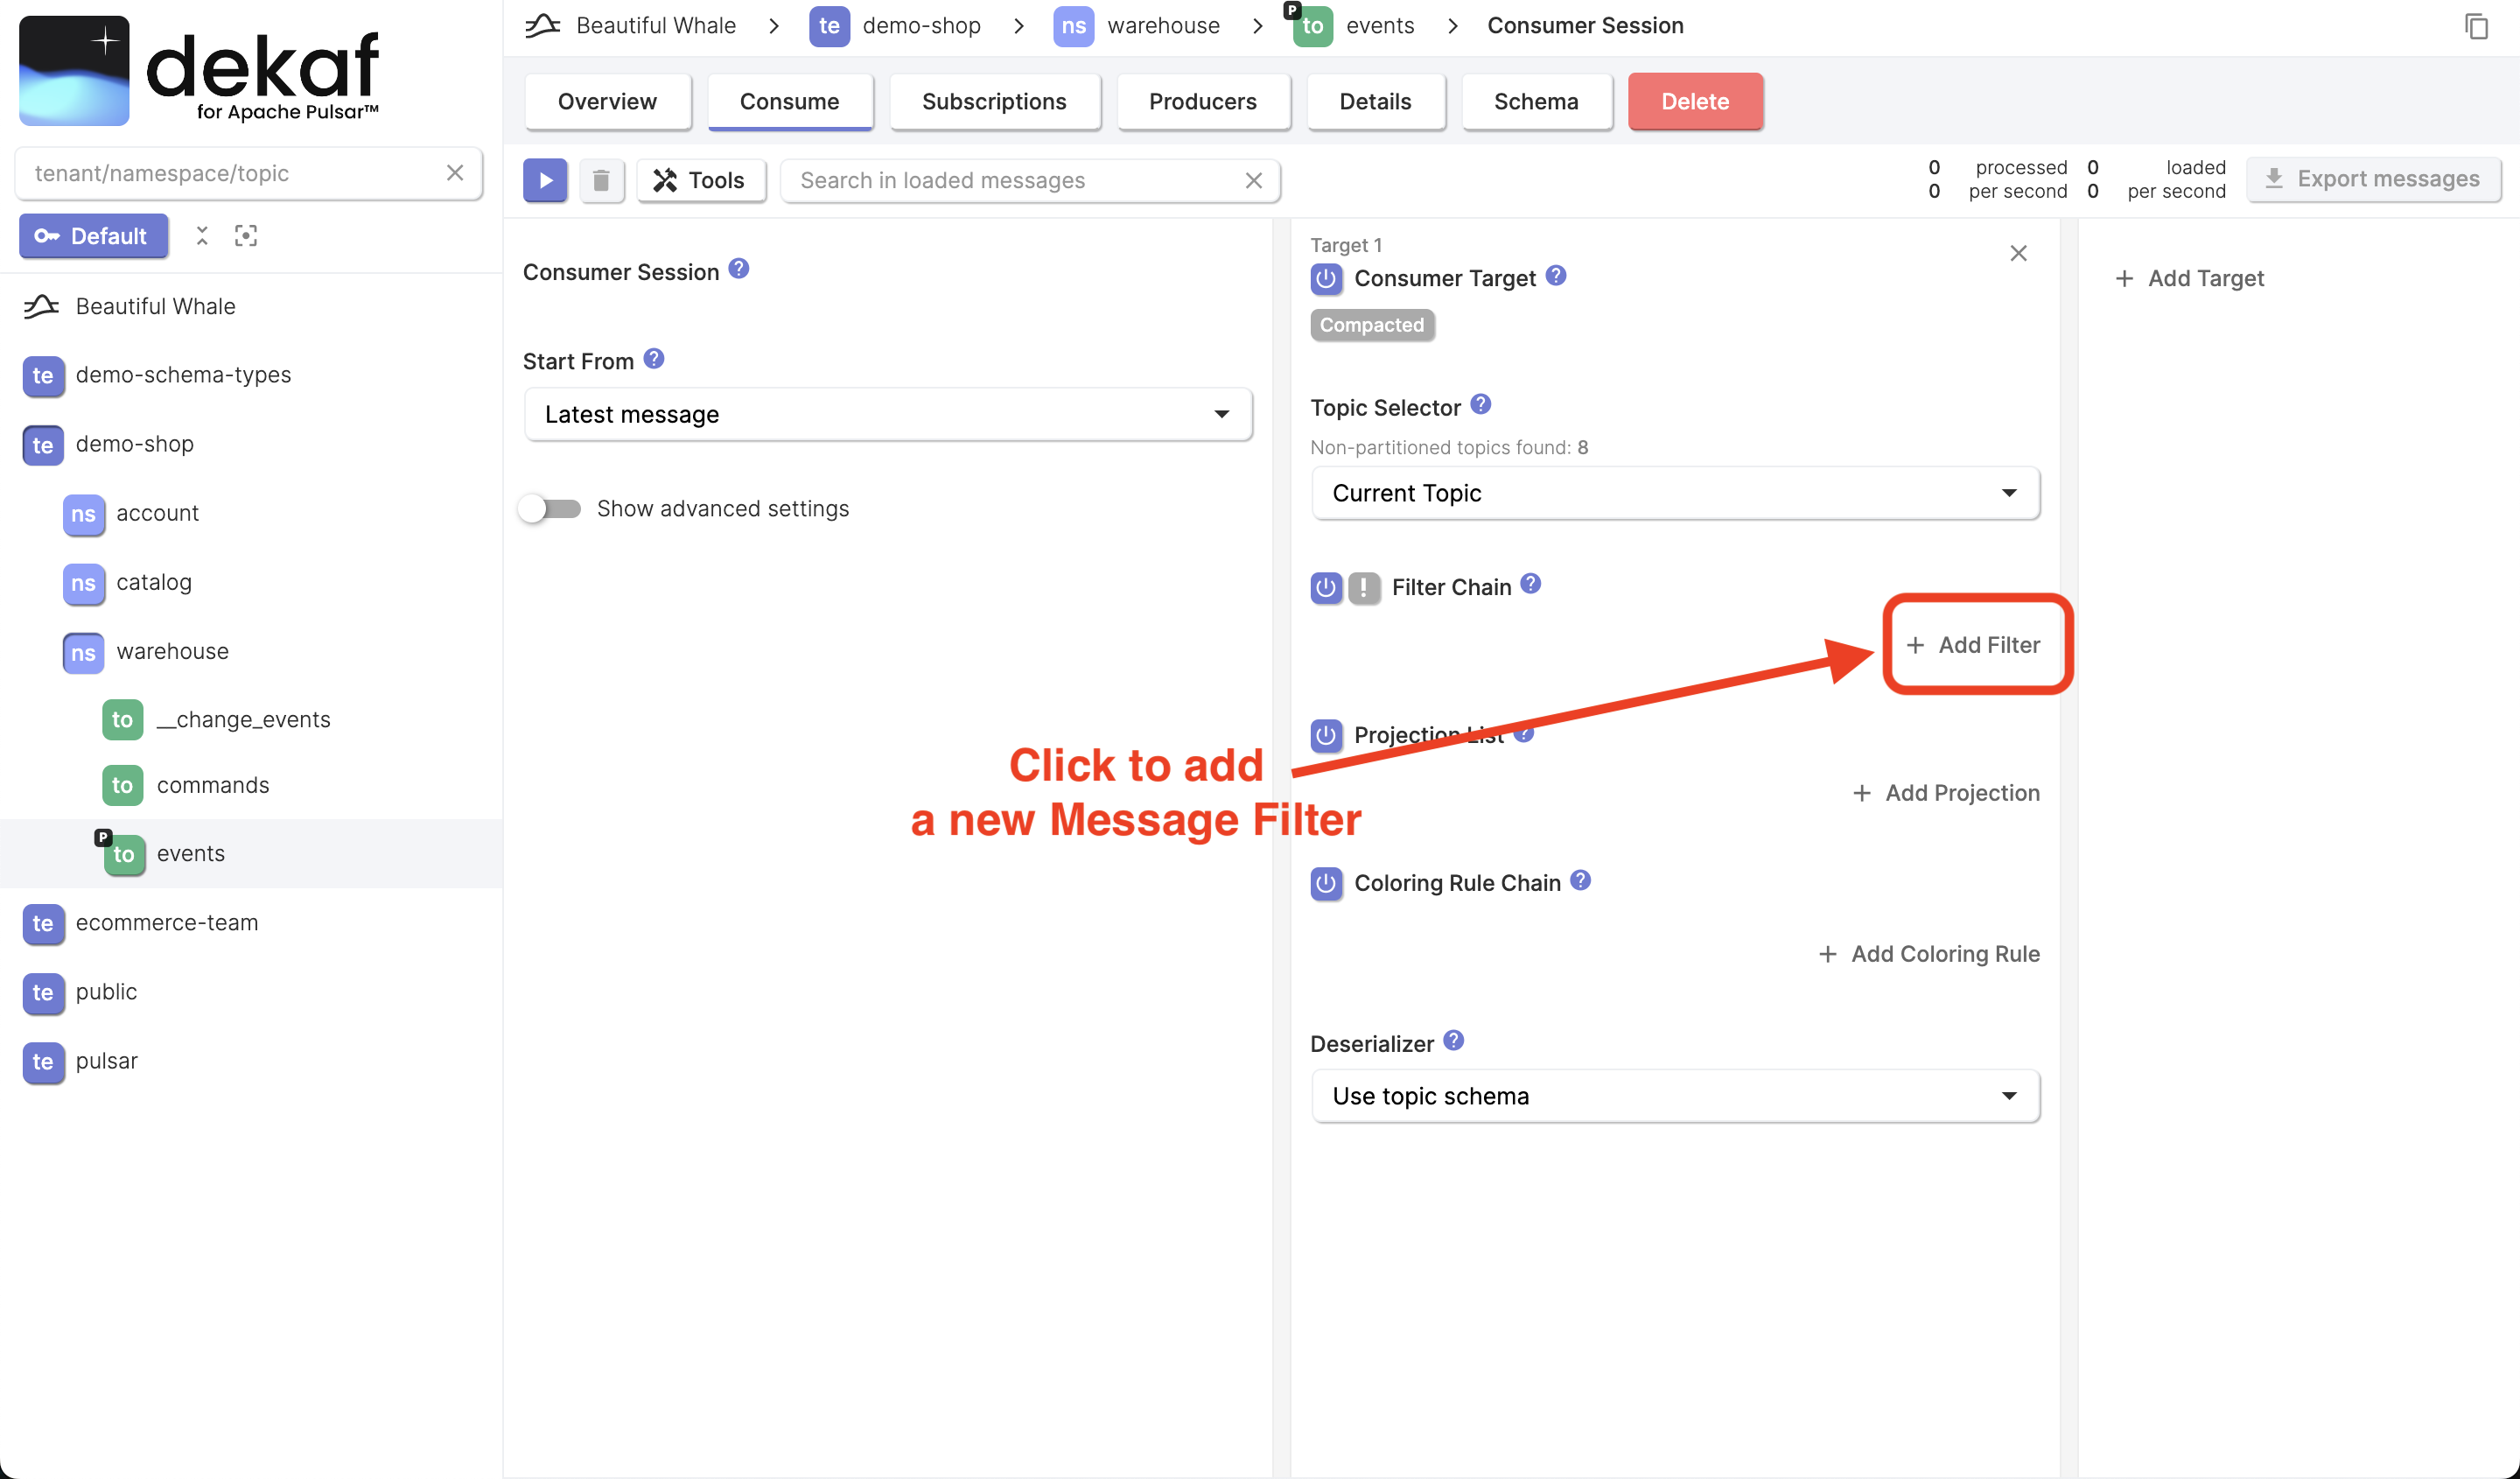 dekaf
for Apache Pulsar™
tenant/namespace/topic
Default
Beautiful Whale
te demo-schema-types
te demo-shop
ns account
ns catalog
ns warehouse
to __change_events
to commands
P
to events
te ecommerce-team
te public
te pulsar
Beautiful Whale > te demo-shop > ns warehouse > P to events > Consumer Session
Overview
Consume
Subscriptions
Producers
Details
Schema
Delete
Tools
Search in loaded messages
0 processed 0 loaded
0 per second 0 per second
Export messages
Consumer Session ?
Start From ?
Latest message
Show advanced settings
Target 1
Consumer Target ?
Compacted
Topic Selector ?
Non-partitioned topics found: 8
Current Topic
! Filter Chain ?
+ Add Filter
Projection List ?
+ Add Projection
Coloring Rule Chain ?
+ Add Coloring Rule
Deserializer ?
Use topic schema
+ Add Target
Click to add
a new Message Filter